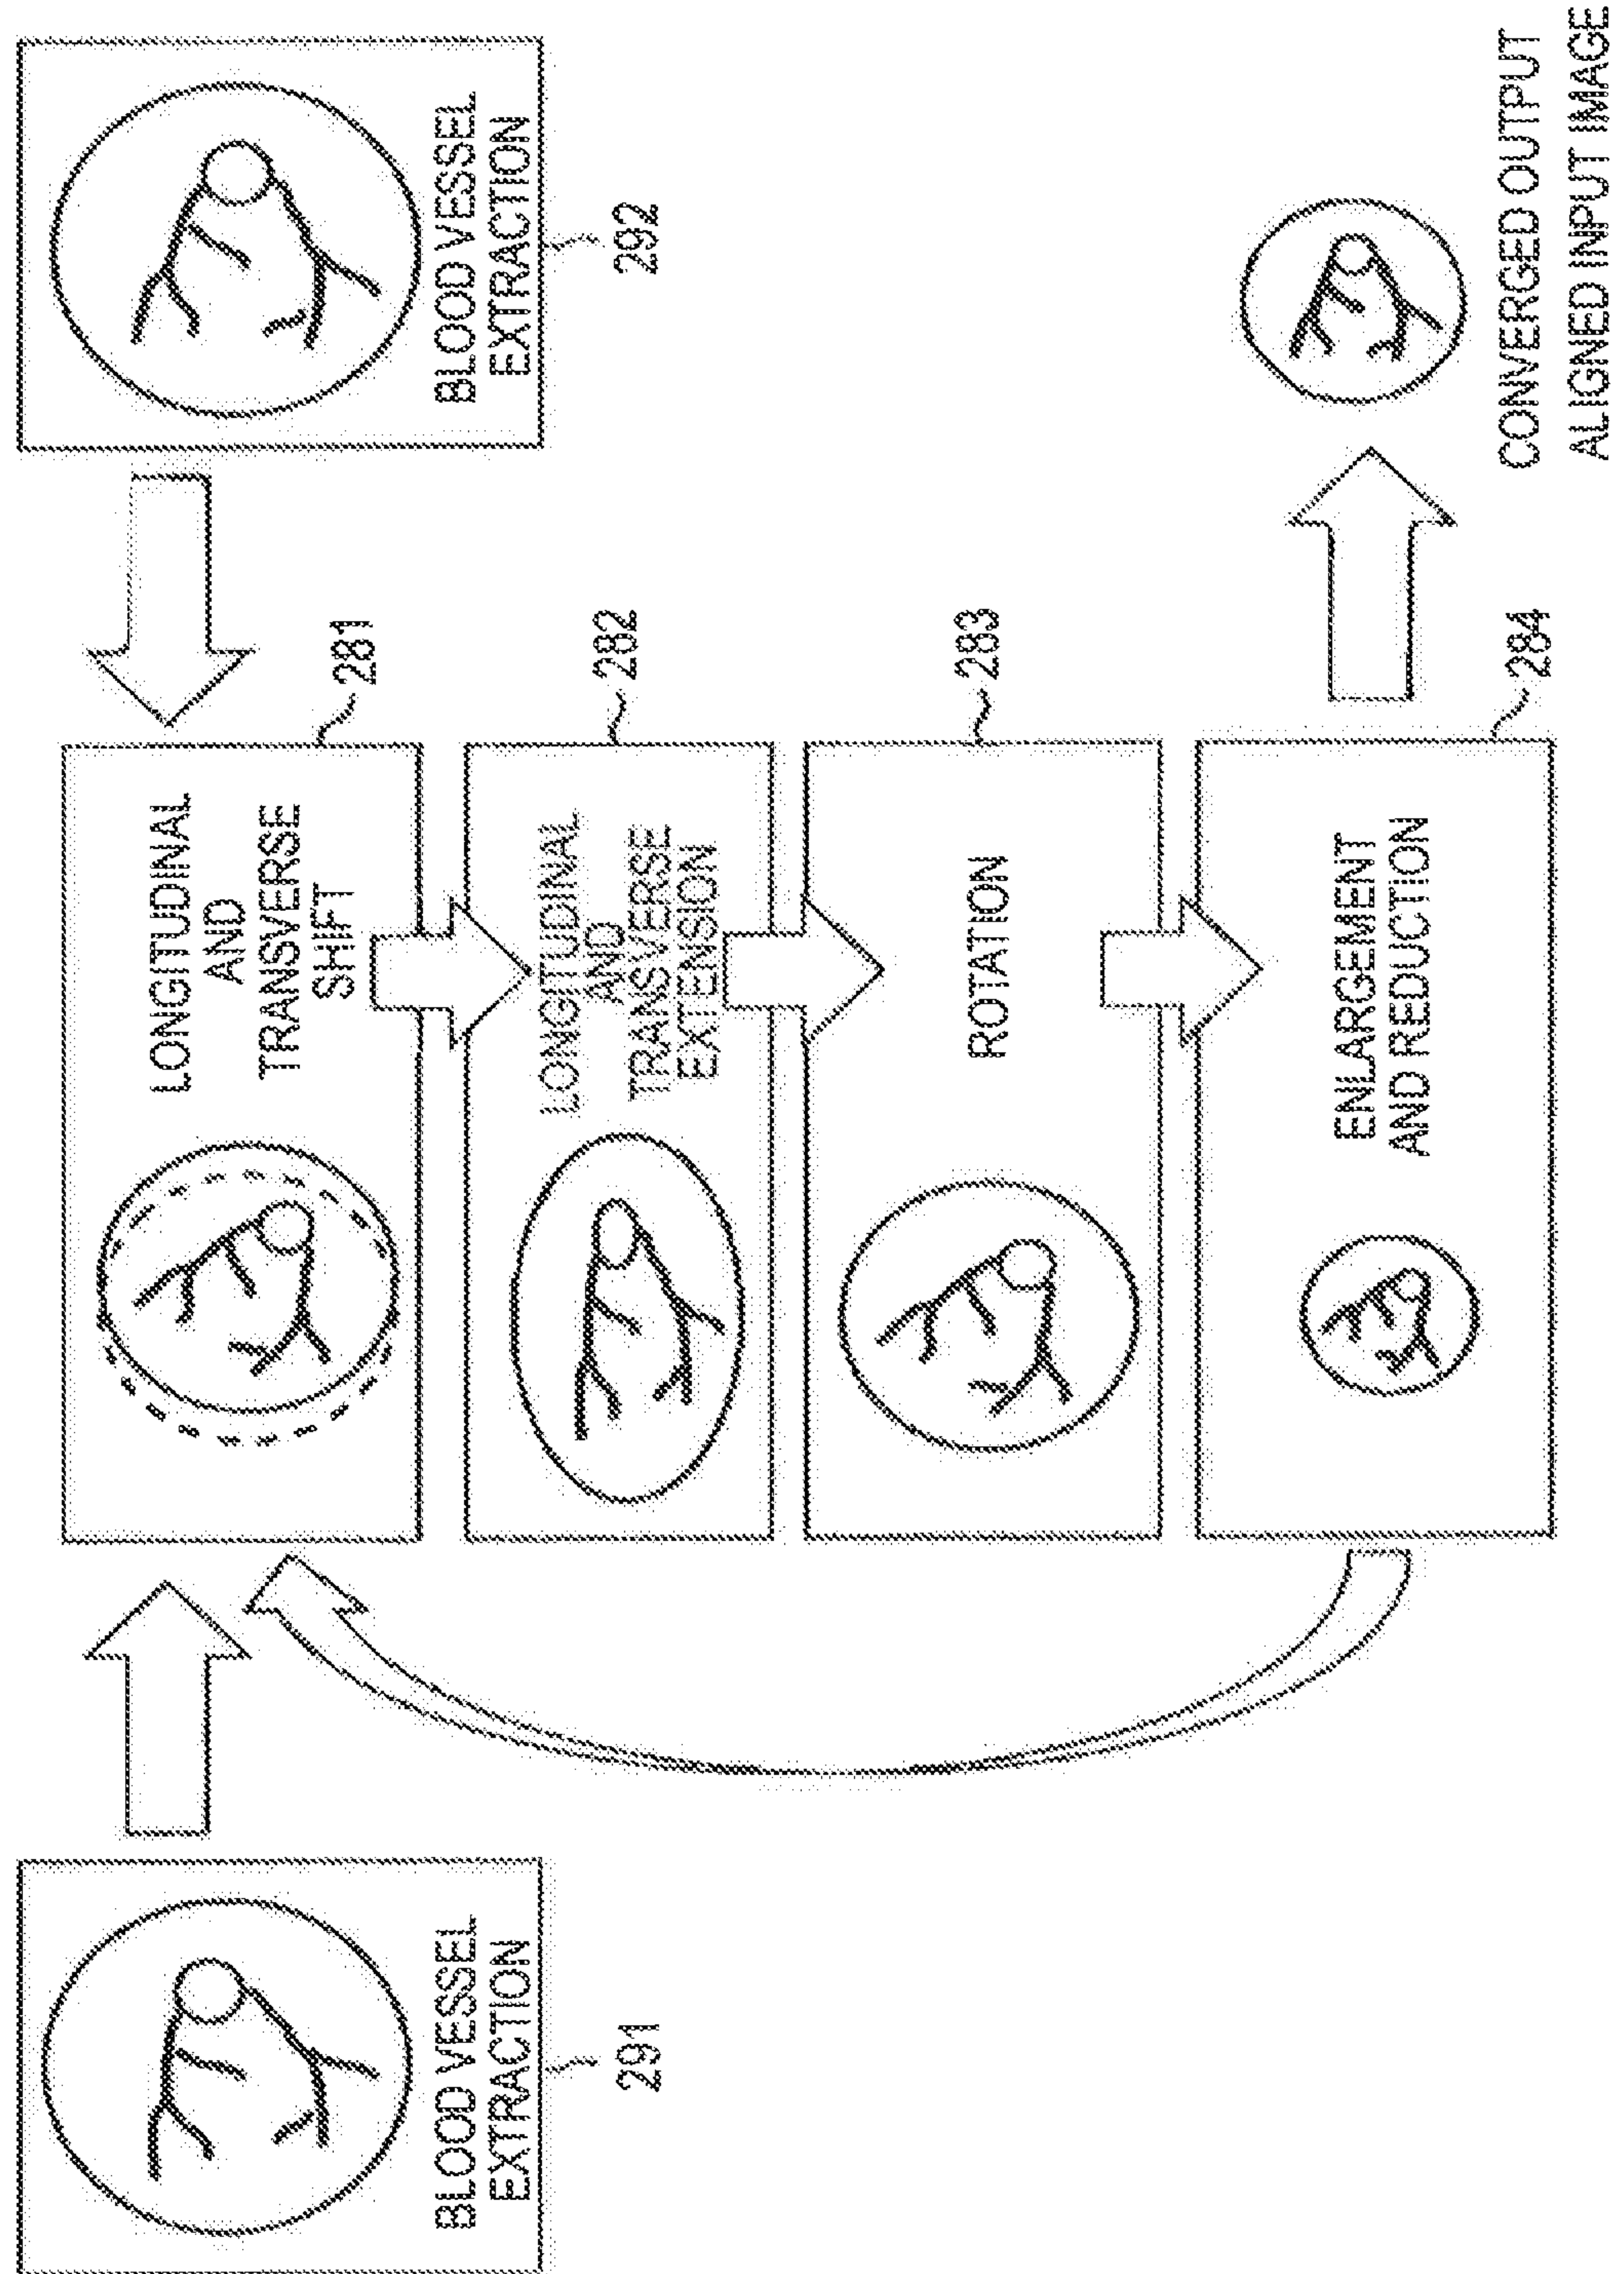 BLOOD VESSEL
EXTRACTION
291
LONGITUDINAL
AND
TRANSVERSE
SHIFT
281
LONGITUDINAL
AND
TRANSVERSE
EXTENSION
282
ROTATION
283
ENLARGEMENT
AND REDUCTION
284
BLOOD VESSEL
EXTRACTION
292
CONVERGED OUTPUT
ALIGNED INPUT IMAGE